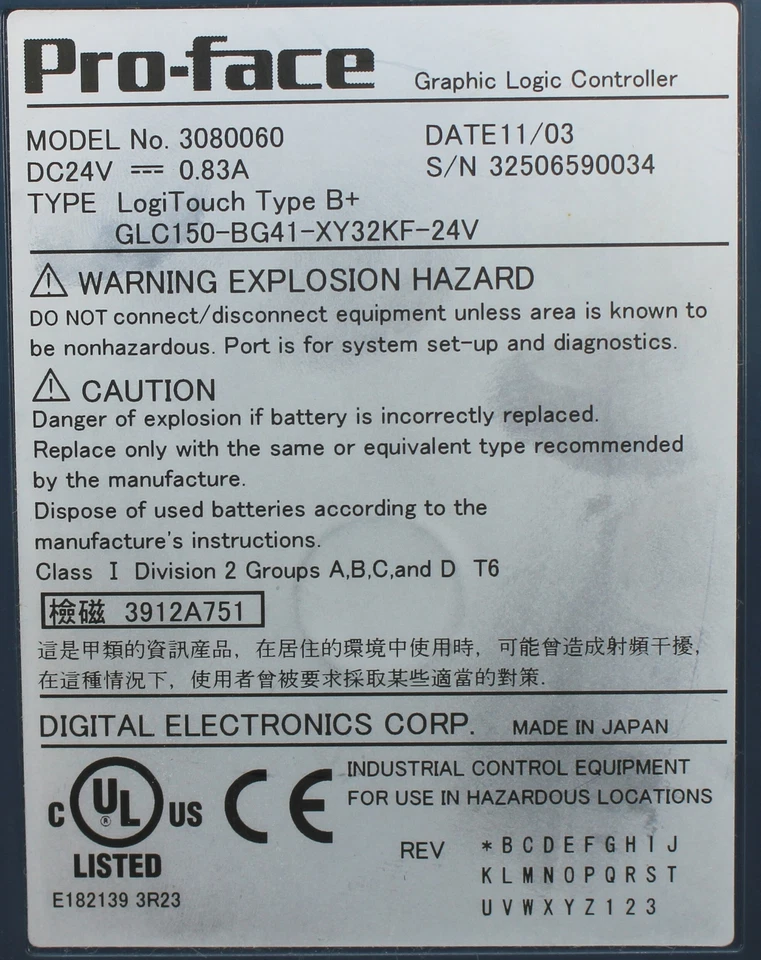 Pro-face Graphic Logic Controller
MODEL No. 3080060 DATE11/03
DC24V 0.83A S/N 32506590034
TYPE LogiTouch Type B+
GLC150-BG41-XY32KF-24V
WARNING EXPLOSION HAZARD
DO NOT connect/disconnect equipment unless area is known to
be nonhazardous. Port is for system set-up and diagnostics.
CAUTION
Danger of explosion if battery is incorrectly replaced.
Replace only with the same or equivalent type recommended
by the manufacture.
Dispose of used batteries according to the
manufacture's instructions.
Class I Division 2 Groups A,B,C,and D T6
檢磁 3912A751
這是甲類的資訊産品, 在居住的環境中使用時, 可能曾造成射頻干擾,
在這種情况下, 使用者曾被要求採取某些適當的對策.
DIGITAL ELECTRONICS CORP. MADE IN JAPAN
C UL ® US CE
LISTED
E182139 3R23
INDUSTRIAL CONTROL EQUIPMENT
FOR USE IN HAZARDOUS LOCATIONS
REV * B C D E F G H I J
K L M N O P Q R S T
U V W X Y Z 1 2 3